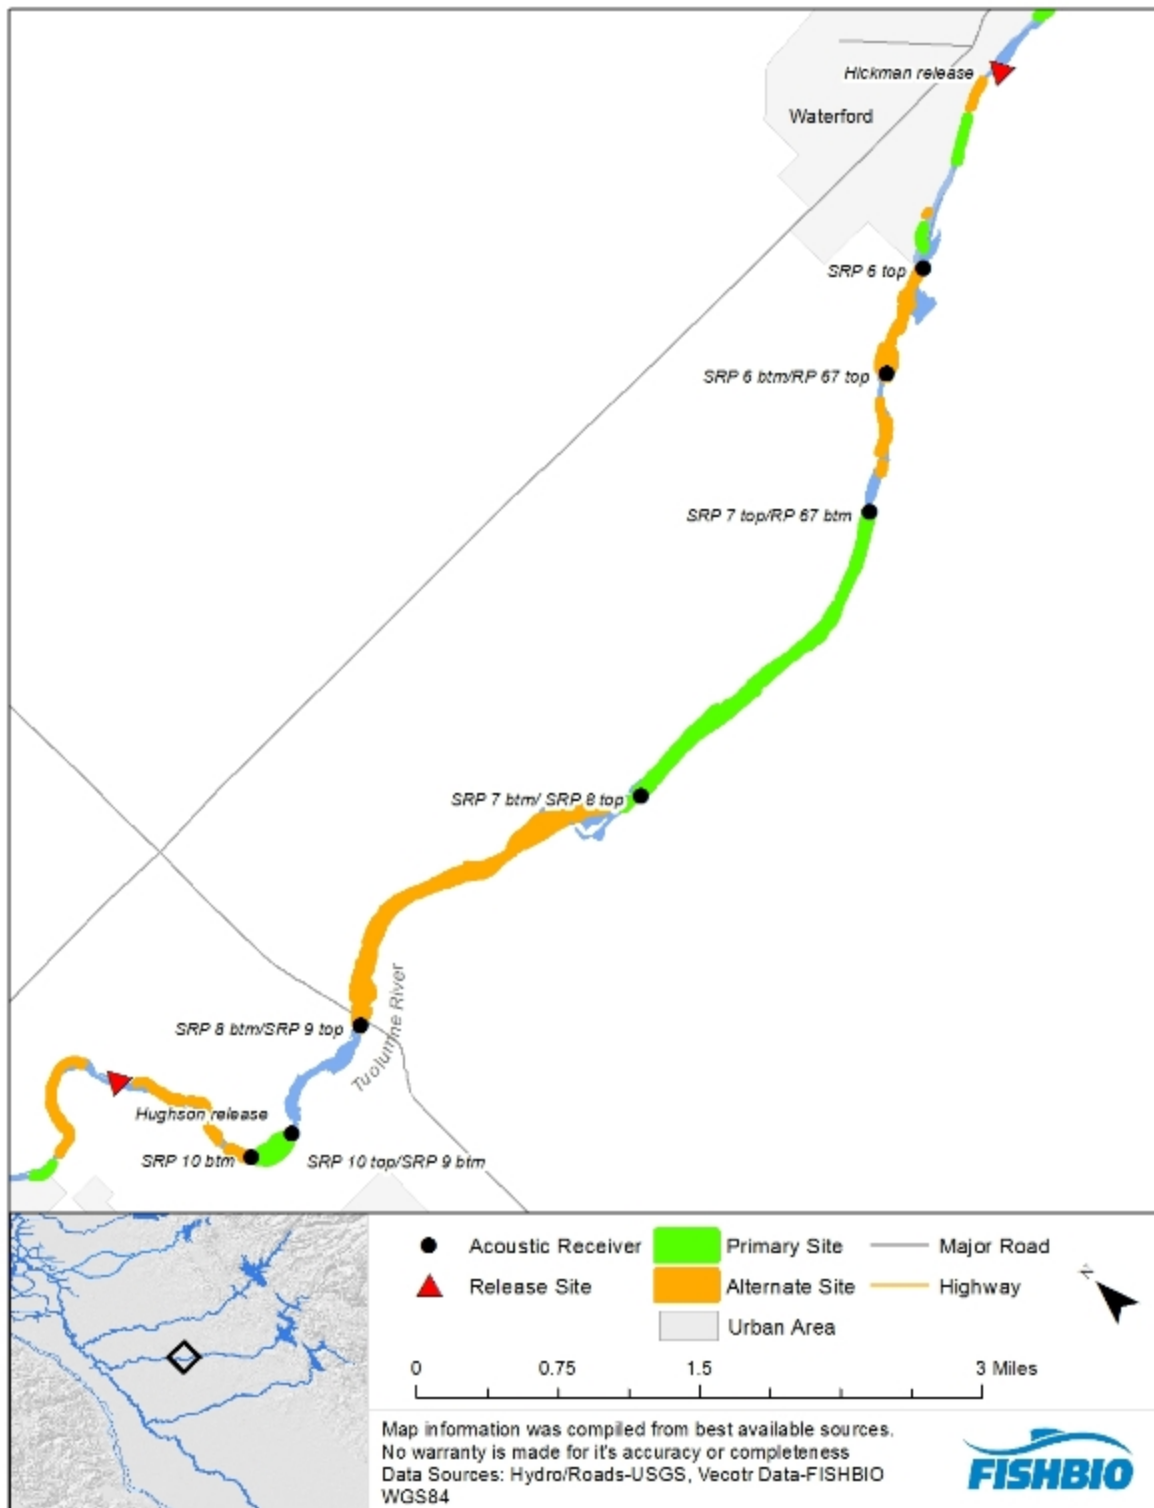 Hickman release
Waterford
SRP 6 top
SRP 6 btm/RP 67 top
SRP 7 top/RP 67 btm
SRP 7 btm/ SRP 8 top
Tuolumne River
SRP 8 btm/SRP 9 top
Hughson release
SRP 10 btm
SRP 10 top/SRP 9 btm
Acoustic Receiver
Primary Site
Major Road
Release Site
Alternate Site
Highway
Urban Area
N
0 0.75 1.5 3 Miles
Map information was compiled from best available sources.
No warranty is made for it's accuracy or completeness
Data Sources: Hydro/Roads-USGS, Vecotr Data-FISHBIO
WGS84
FISHBIO